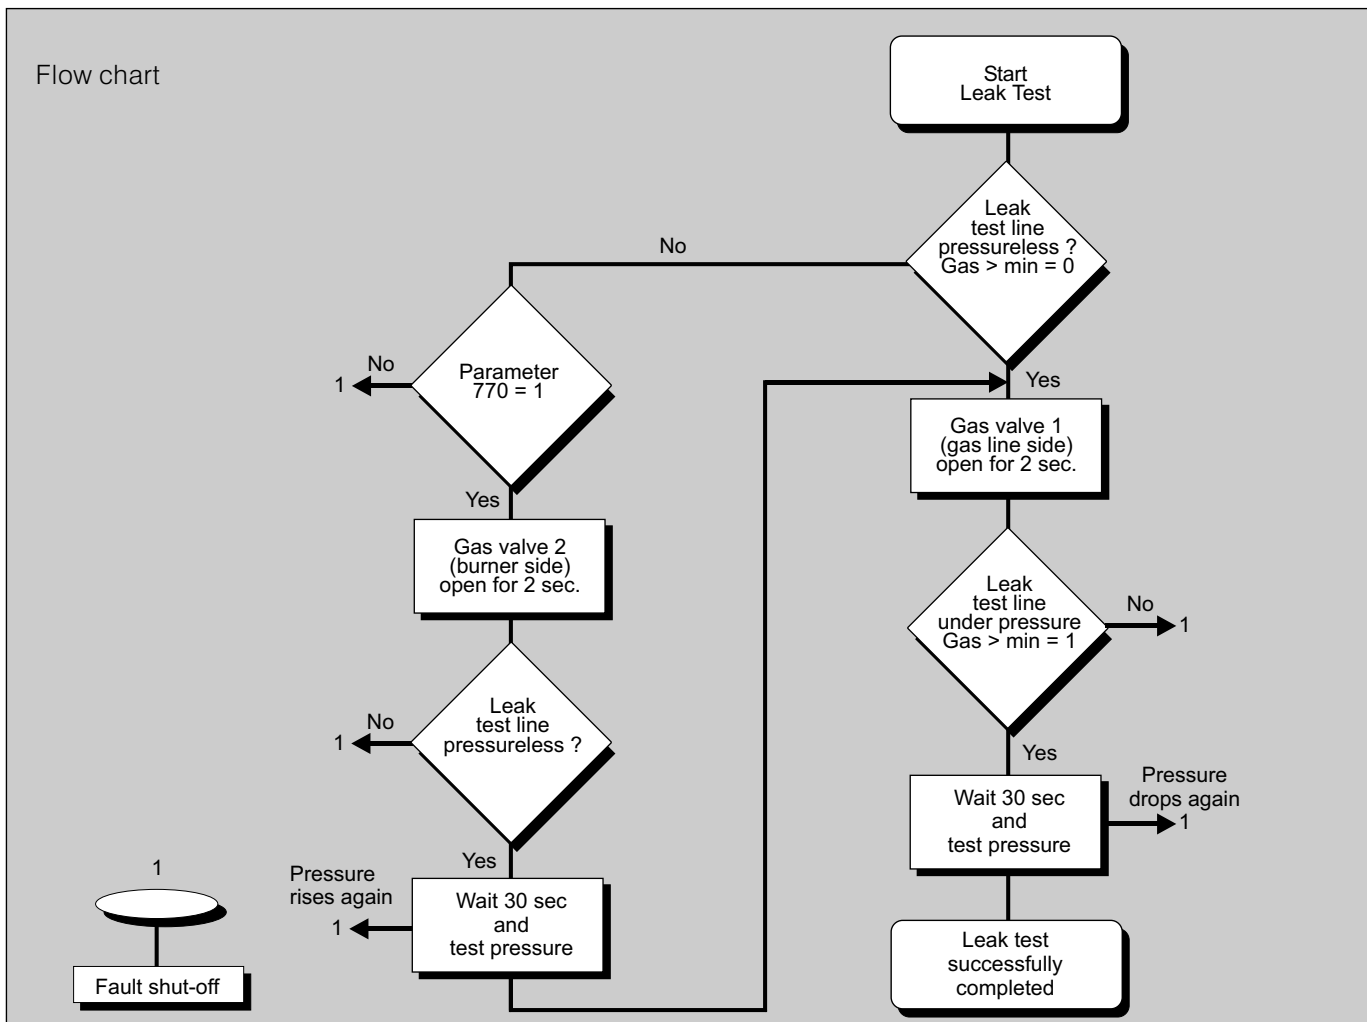 Flow chart
Start
Leak Test
Leak
test line
pressureless ?
Gas > min = 0
No
Parameter
770 = 1
No
1
Yes
Gas valve 1
(gas line side)
open for 2 sec.
Yes
Gas valve 2
(burner side)
open for 2 sec.
Leak
test line
under pressure
Gas > min = 1
No
1
Leak
test line
pressureless ?
No
1
Yes
Wait 30 sec
and
test pressure
Pressure
drops again
1
Yes
Wait 30 sec
and
test pressure
Pressure
rises again
1
Leak test
successfully
completed
1
Fault shut-off